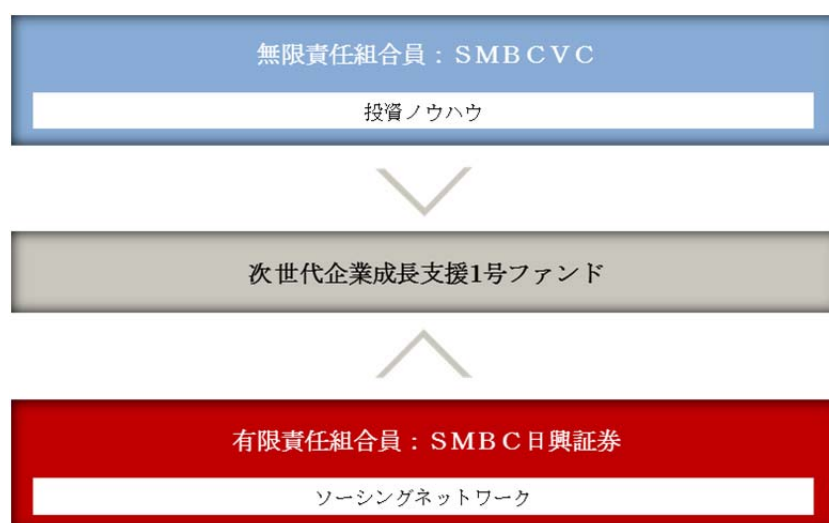 無限責任組合員：ＳＭＢＣＶＣ
投資ノウハウ
次世代企業成長支援1号ファンド
有限責任組合員：ＳＭＢＣ日興証券
ソーシングネットワーク